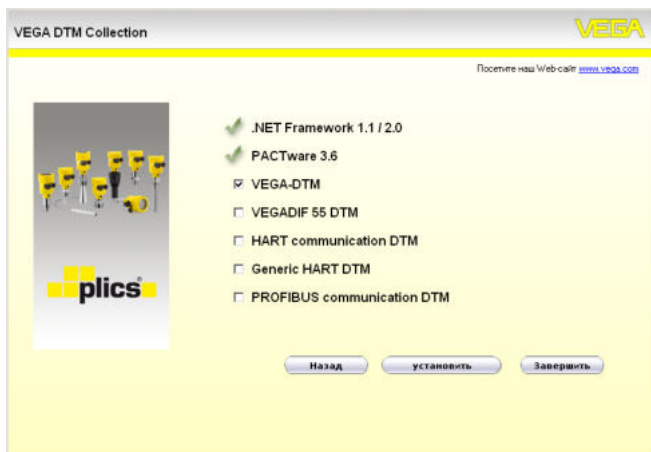 VEGA DTM Collection
VEGA
Посетите наш Web-сайт www.vega.com
.NET Framework 1.1 / 2.0
PACTware 3.6
VEGA-DTM
VEGADIF 55 DTM
HART communication DTM
Generic HART DTM
PROFIBUS communication DTM
plics®
Назад
установить
Завершить